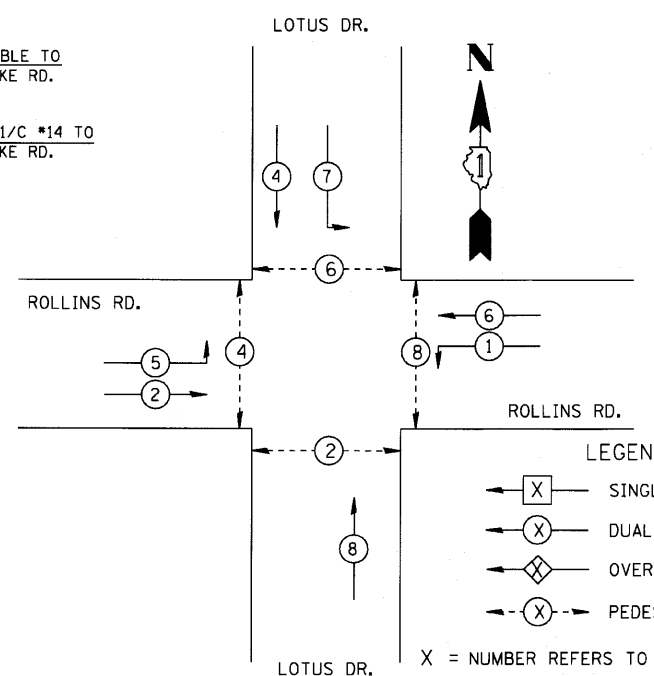 LOTUS DR.
BLE TO
KE RD.
N
1/C #14 TO
KE RD.
1
4
7
6
ROLLINS RD.
6
5
4
8
1
2
ROLLINS RD.
2
LEGEN
X SINGL
X DUAL
8
X OVER
X PEDES
X = NUMBER REFERS TO
LOTUS DR.